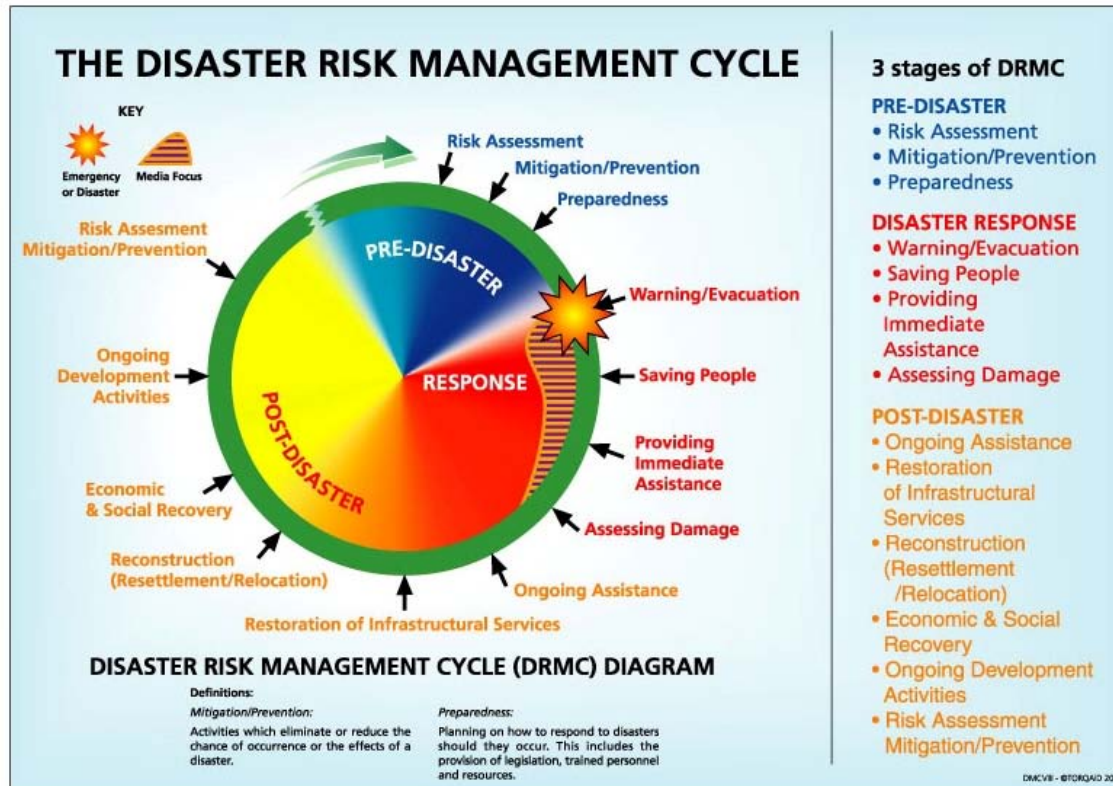 THE DISASTER RISK MANAGEMENT CYCLE
KEY
Emergency
or Disaster
Media Focus
Risk Assessment
Mitigation/Prevention
Preparedness
Warning/Evacuation
Saving People
Providing
Immediate
Assistance
Assessing Damage
Ongoing Assistance
Restoration of Infrastructural Services
Reconstruction
(Resettlement/Relocation)
Economic
& Social Recovery
Ongoing
Development
Activities
Risk Assesment
Mitigation/Prevention
PRE-DISASTER
RESPONSE
POST-DISASTER
DISASTER RISK MANAGEMENT CYCLE (DRMC) DIAGRAM
Definitions:
Mitigation/Prevention:
Activities which eliminate or reduce the
chance of occurrence or the effects of a
disaster.
Preparedness:
Planning on how to respond to disasters
should they occur. This includes the
provision of legislation, trained personnel
and resources.
3 stages of DRMC
PRE-DISASTER
• Risk Assessment
• Mitigation/Prevention
• Preparedness
DISASTER RESPONSE
• Warning/Evacuation
• Saving People
• Providing
Immediate
Assistance
• Assessing Damage
POST-DISASTER
• Ongoing Assistance
• Restoration
of Infrastructural
Services
• Reconstruction
(Resettlement
/Relocation)
• Economic & Social
Recovery
• Ongoing Development
Activities
• Risk Assessment
Mitigation/Prevention
DMCVIII - ©TORQAID